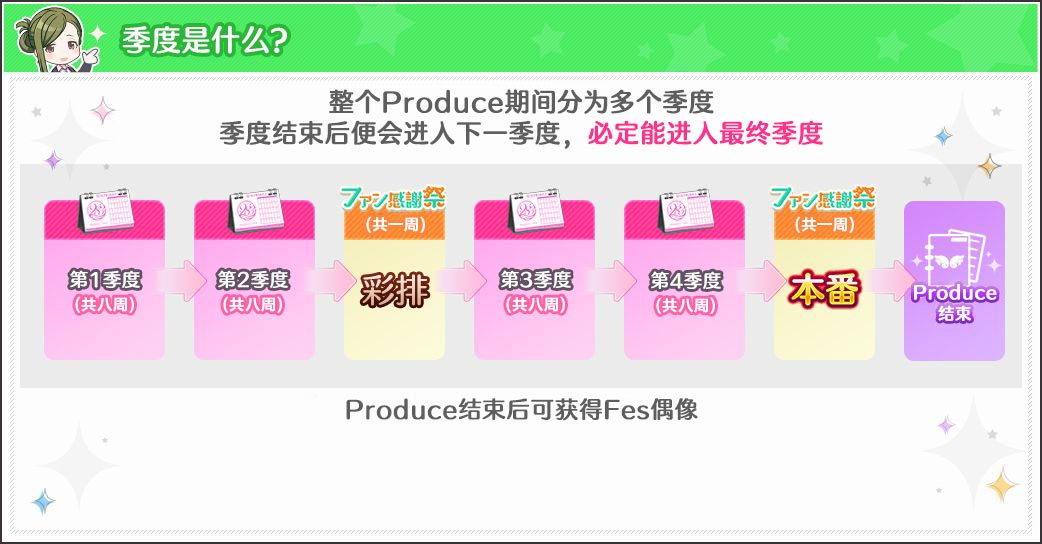 季度是什么?
整个Produce期间分为多个季度
季度结束后便会进入下一季度，必定能进入最终季度
第1季度
(共八周)
第2季度
(共八周)
ファン感謝祭
(共一周)
彩排
第3季度
(共八周)
第4季度
(共八周)
ファン感謝祭
(共一周)
本番
Produce
结束
Produce结束后可获得Fes偶像